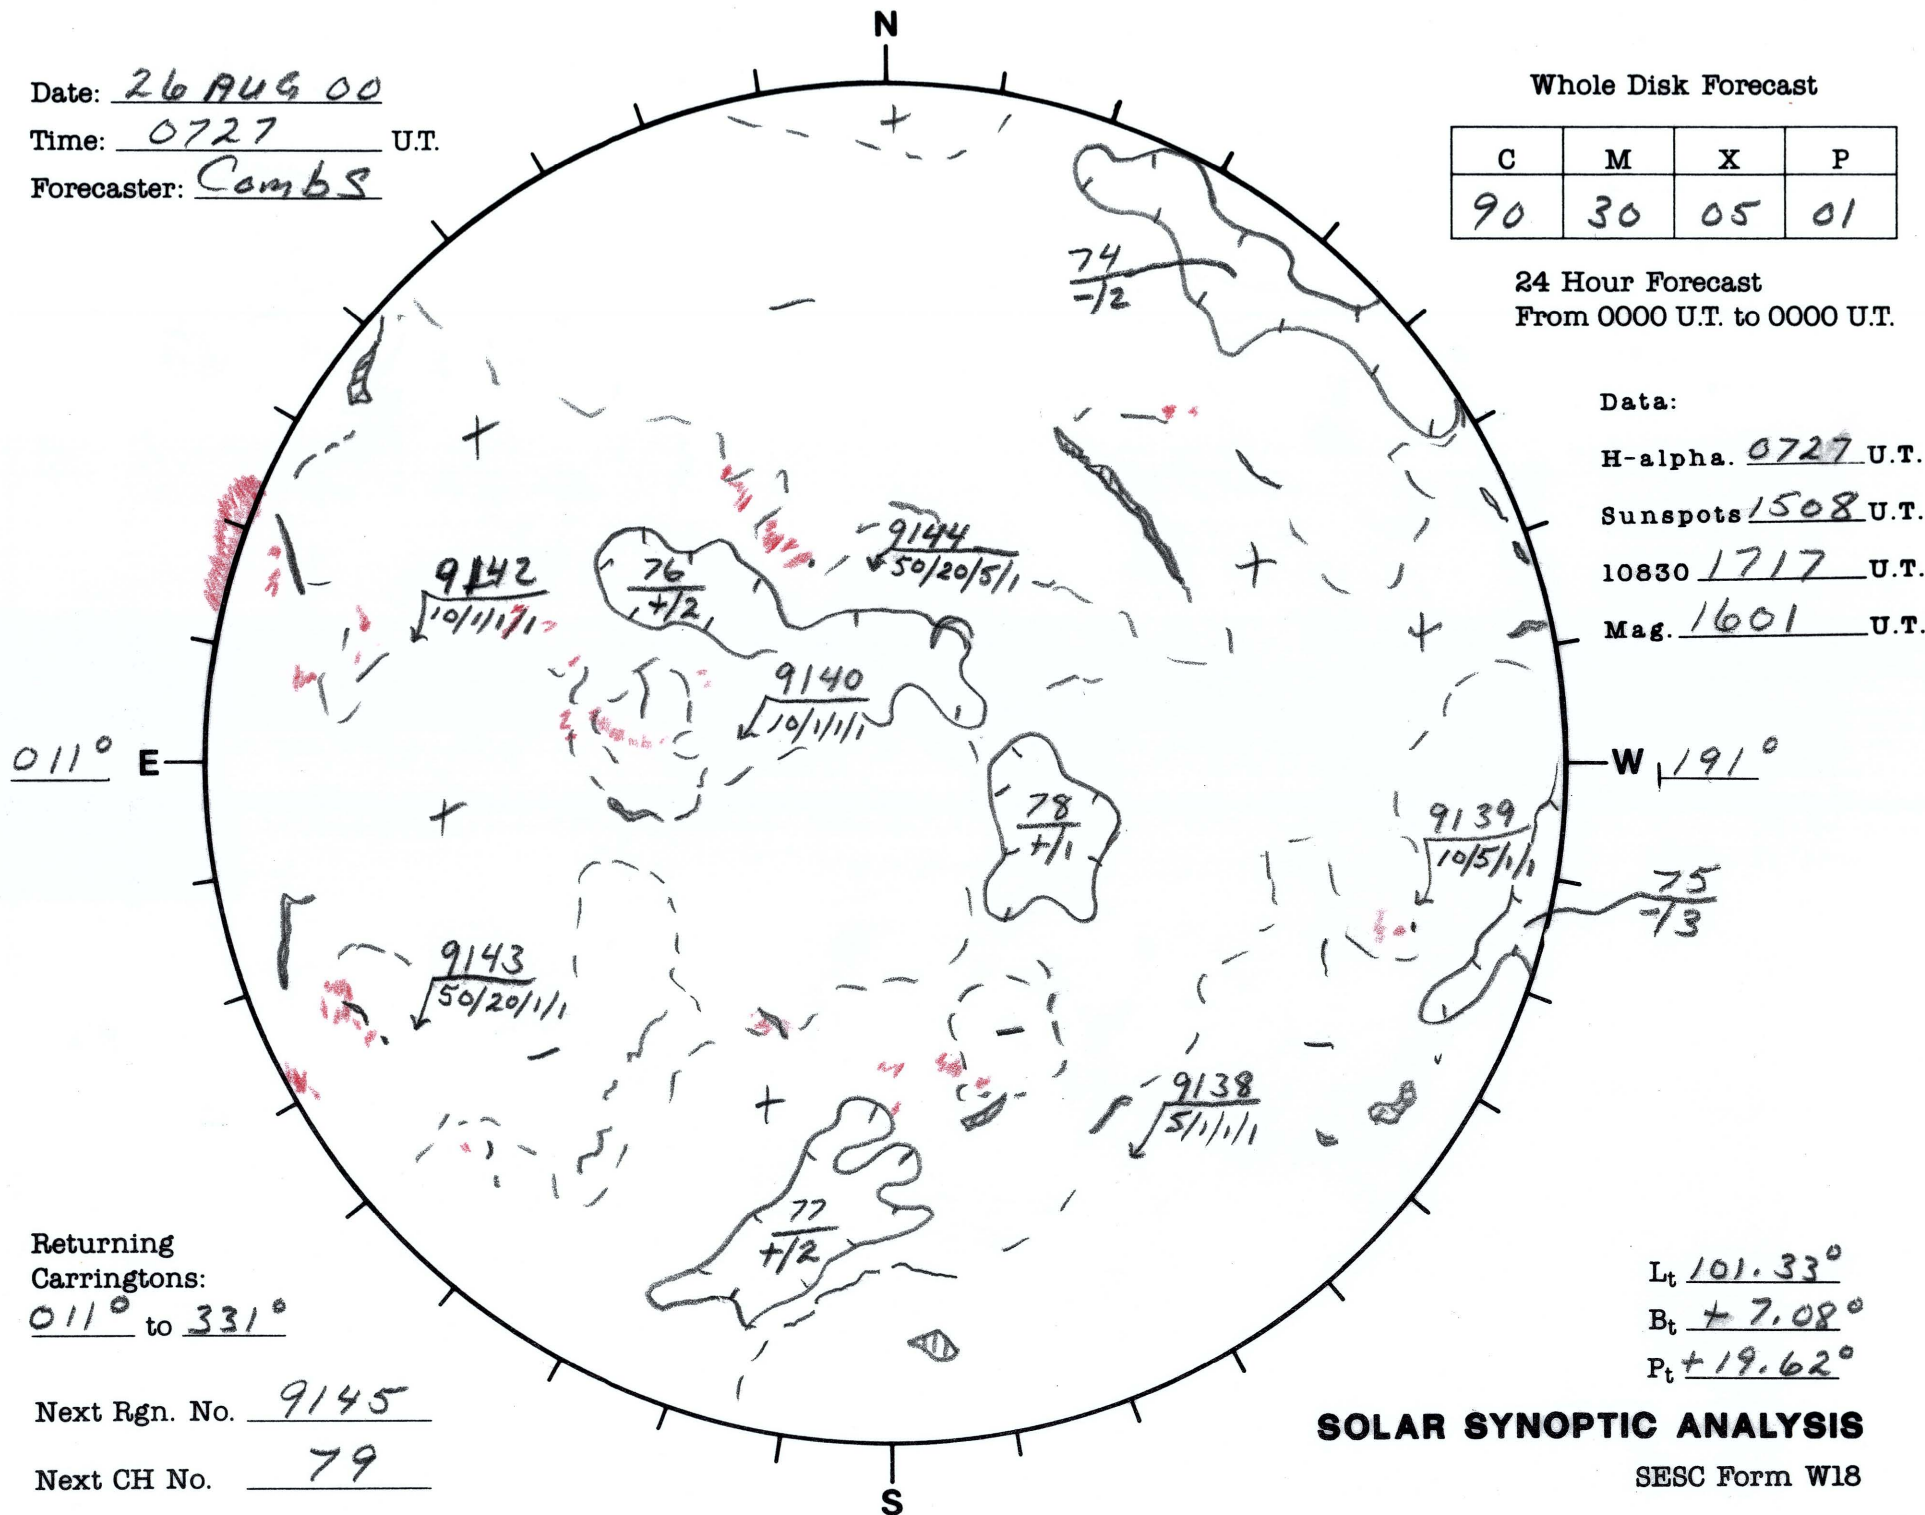 N
Date: 26 AUG 00
Time: 0727 U.T.
Forecaster: Combs
Whole Disk Forecast
C M X P
90 30 05 01
24 Hour Forecast
From 0000 U.T. to 0000 U.T.
Data:
H-alpha. 0727 U.T.
Sunspots 1508 U.T.
10830 1717 U.T.
Mag. 1601 U.T.
74
-/2
9144
50/20/5/1
9142
10/1/1/1
76
+/2
9140
10/1/1/1
011° E
W 191°
78
+/1
9139
10/5/1/1
75
-/3
9143
50/20/1/1
9138
5/1/1/1
77
+/2
Returning
Carringtons:
011° to 331°
Next Rgn. No. 9145
Next CH No. 79
Lt 101.33°
Bt + 7.08°
Pt +19.62°
SOLAR SYNOPTIC ANALYSIS
SESC Form W18
S